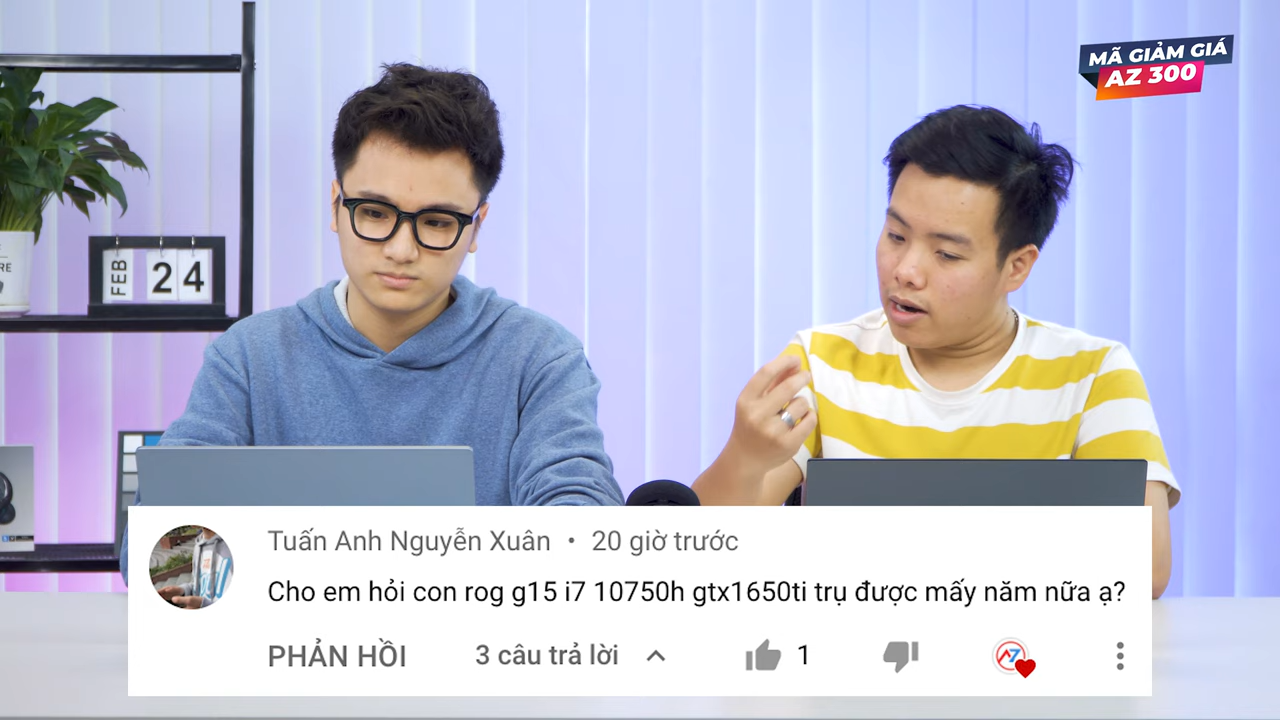 MÃ GIẢM GIÁ
AZ 300
FEB 24
RE
Tuấn Anh Nguyễn Xuân • 20 giờ trước
Cho em hỏi con rog g15 i7 10750h gtx1650ti trụ được mấy năm nữa ạ?
PHẢN HỒI 3 câu trả lời 1